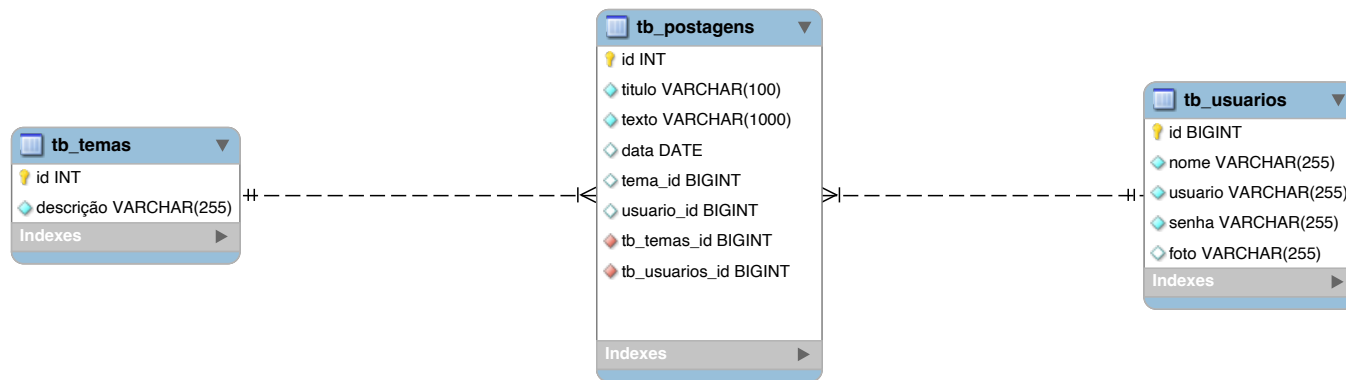 tb_temas
id INT
descrição VARCHAR(255)
Indexes
tb_postagens
id INT
titulo VARCHAR(100)
texto VARCHAR(1000)
data DATE
tema_id BIGINT
usuario_id BIGINT
tb_temas_id BIGINT
tb_usuarios_id BIGINT
Indexes
tb_usuarios
id BIGINT
nome VARCHAR(255)
usuario VARCHAR(255)
senha VARCHAR(255)
foto VARCHAR(255)
Indexes